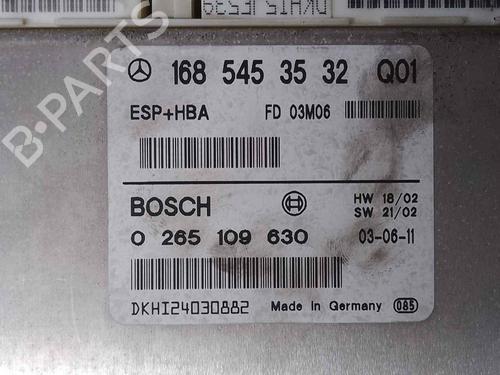 168 545 35 32 Q01
ESP+HBA FD 03M06
BOSCH HW 18/02
SW 21/02
0 265 109 630 03-06-11
DKHI24030882 Made in Germany 085